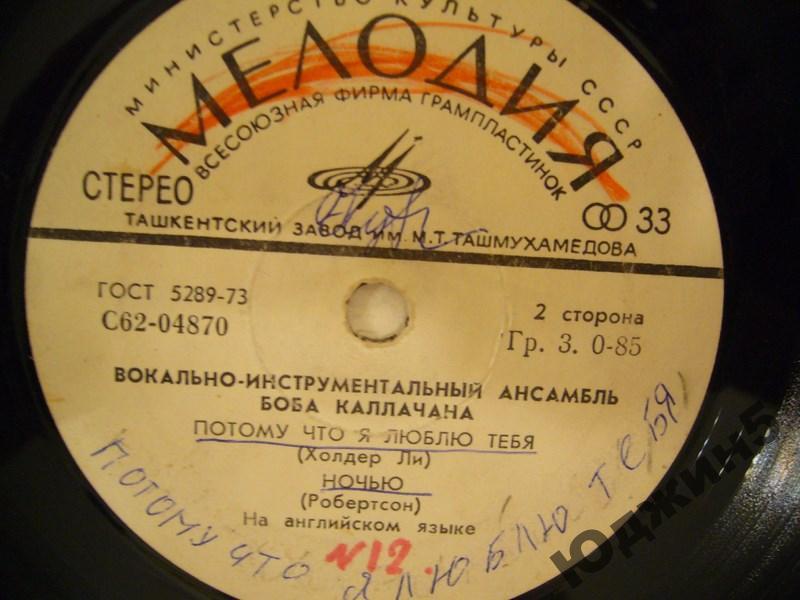 МИНИСТЕРСТВО КУЛЬТУРЫ СССР
МЕЛОДИЯ
ВСЕСОЮЗНАЯ ФИРМА ГРАМПЛАСТИНОК
СТЕРЕО
33
ТАШКЕНТСКИЙ ЗАВОД ИМ. М.Т.ТАШМУХАМЕДОВА
ГОСТ 5289-73
С62-04870
2 сторона
Гр. 3. 0-85
ВОКАЛЬНО-ИНСТРУМЕНТАЛЬНЫЙ АНСАМБЛЬ
БОБА КАЛЛАЧАНА
ПОТОМУ ЧТО Я ЛЮБЛЮ ТЕБЯ
(Холдер Ли)
НОЧЬЮ
(Робертсон)
На английском языке
ПОТОМУ ЧТО Я ЛЮБЛЮ ТЕБЯ
N12.
Юджин5